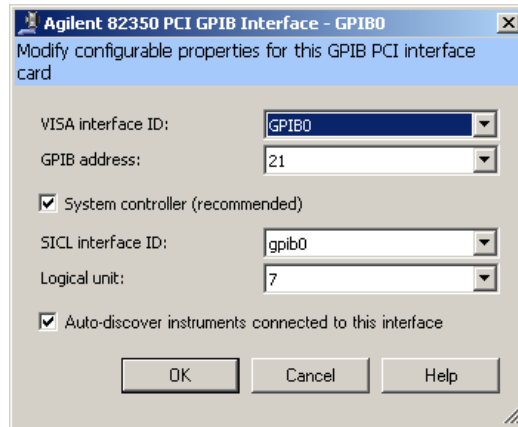 Agilent 82350 PCI GPIB Interface - GPIB0
Modify configurable properties for this GPIB PCI interface
card
VISA interface ID: GPIB0
GPIB address: 21
System controller (recommended)
SICL interface ID: gpib0
Logical unit: 7
Auto-discover instruments connected to this interface
OK Cancel Help